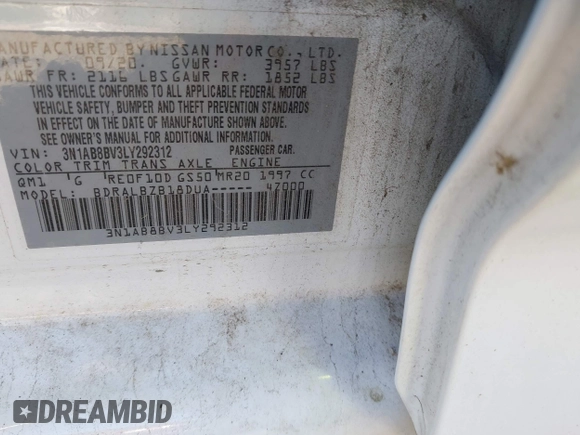 MANUFACTURED BY NISSAN MOTOR CO., LTD.
DATE: 09/20 GVWR: 3957 LBS
GAWR FR: 2116 LBS GAWR RR: 1852 LBS
THIS VEHICLE CONFORMS TO ALL APPLICABLE FEDERAL MOTOR
VEHICLE SAFETY, BUMPER AND THEFT PREVENTION STANDARDS
IN EFFECT ON THE DATE OF MANUFACTURE SHOWN ABOVE.
SEE OWNER'S MANUAL, ADDITIONAL INFORMATION.
VIN: 3N1AB8BV3LY292312 PASSENGER CAR.
COLOR TRIM TRANS AXLE ENGINE
QM1 G RE0F10D GS50 MR20 1997 CC
MODEL: BDRALBZB18DUA----- 47000
3N1AB8BV3LY292312
DREAMBID